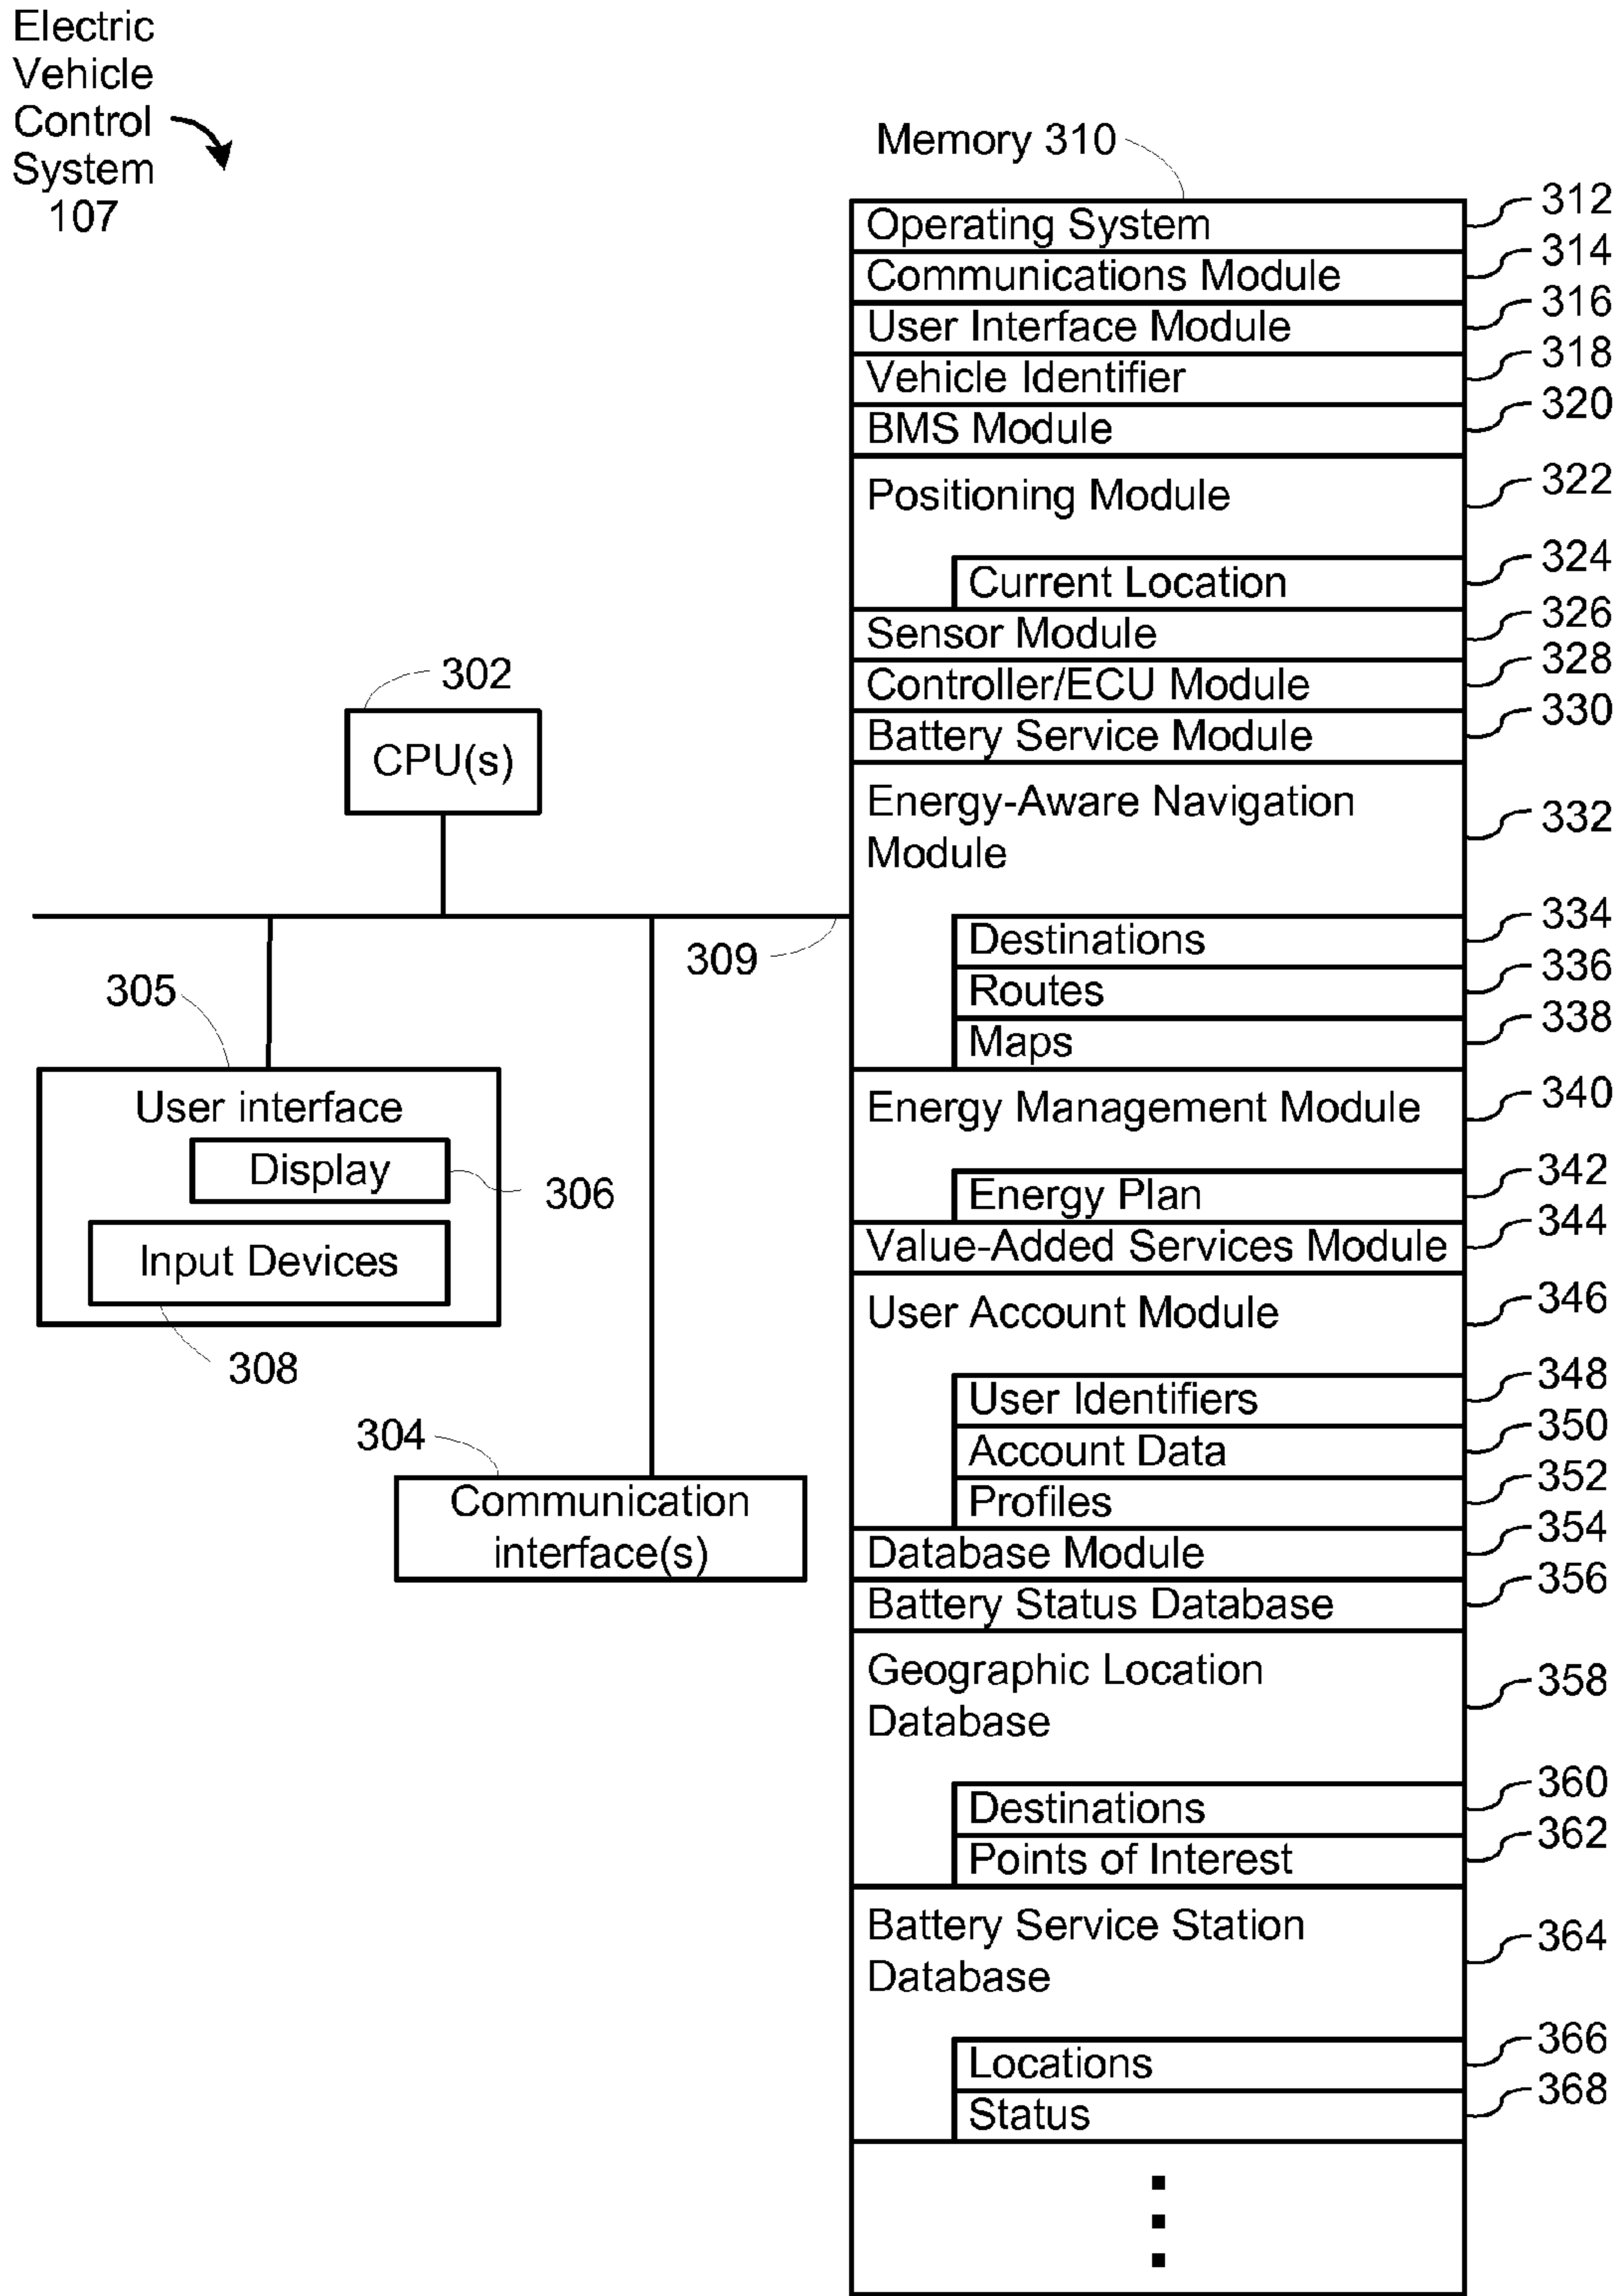 Electric
Vehicle
Control
System
107
Memory 310
Operating System 312
Communications Module 314
User Interface Module 316
Vehicle Identifier 318
BMS Module 320
Positioning Module 322
Current Location 324
Sensor Module 326
Controller/ECU Module 328
Battery Service Module 330
Energy-Aware Navigation
Module
332
Destinations 334
Routes 336
Maps 338
Energy Management Module 340
Energy Plan 342
Value-Added Services Module 344
User Account Module 346
User Identifiers 348
Account Data 350
Profiles 352
Database Module 354
Battery Status Database 356
Geographic Location
Database
358
Destinations 360
Points of Interest 362
Battery Service Station
Database
364
Locations 366
Status 368
302
CPU(s)
309
305
User interface
Display
306
Input Devices
308
304
Communication
interface(s)